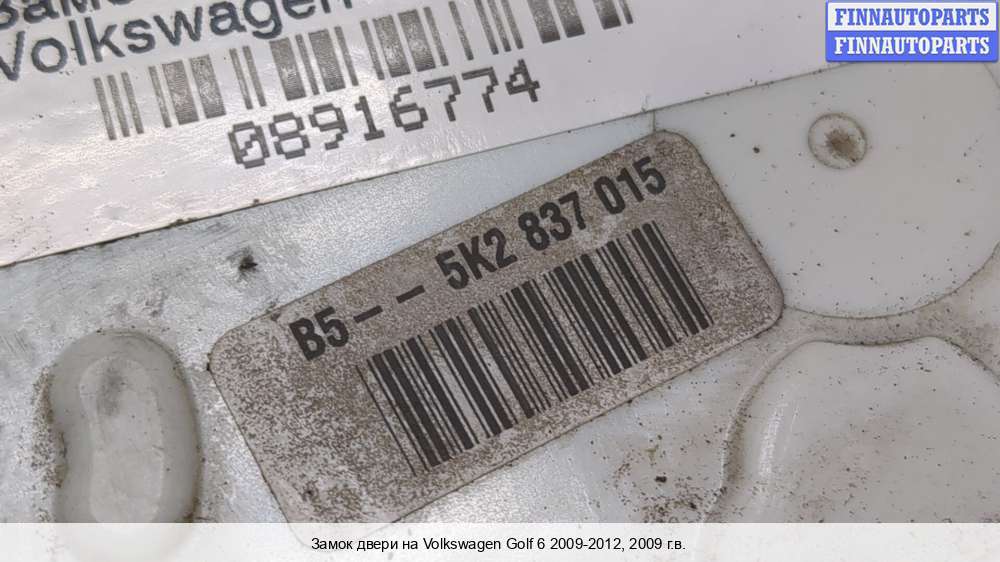 Volkswagen
08916774
FINNAUTOPARTS
FINNAUTOPARTS
B5-- 5K2 837 015
Замок двери на Volkswagen Golf 6 2009-2012, 2009 г.в.